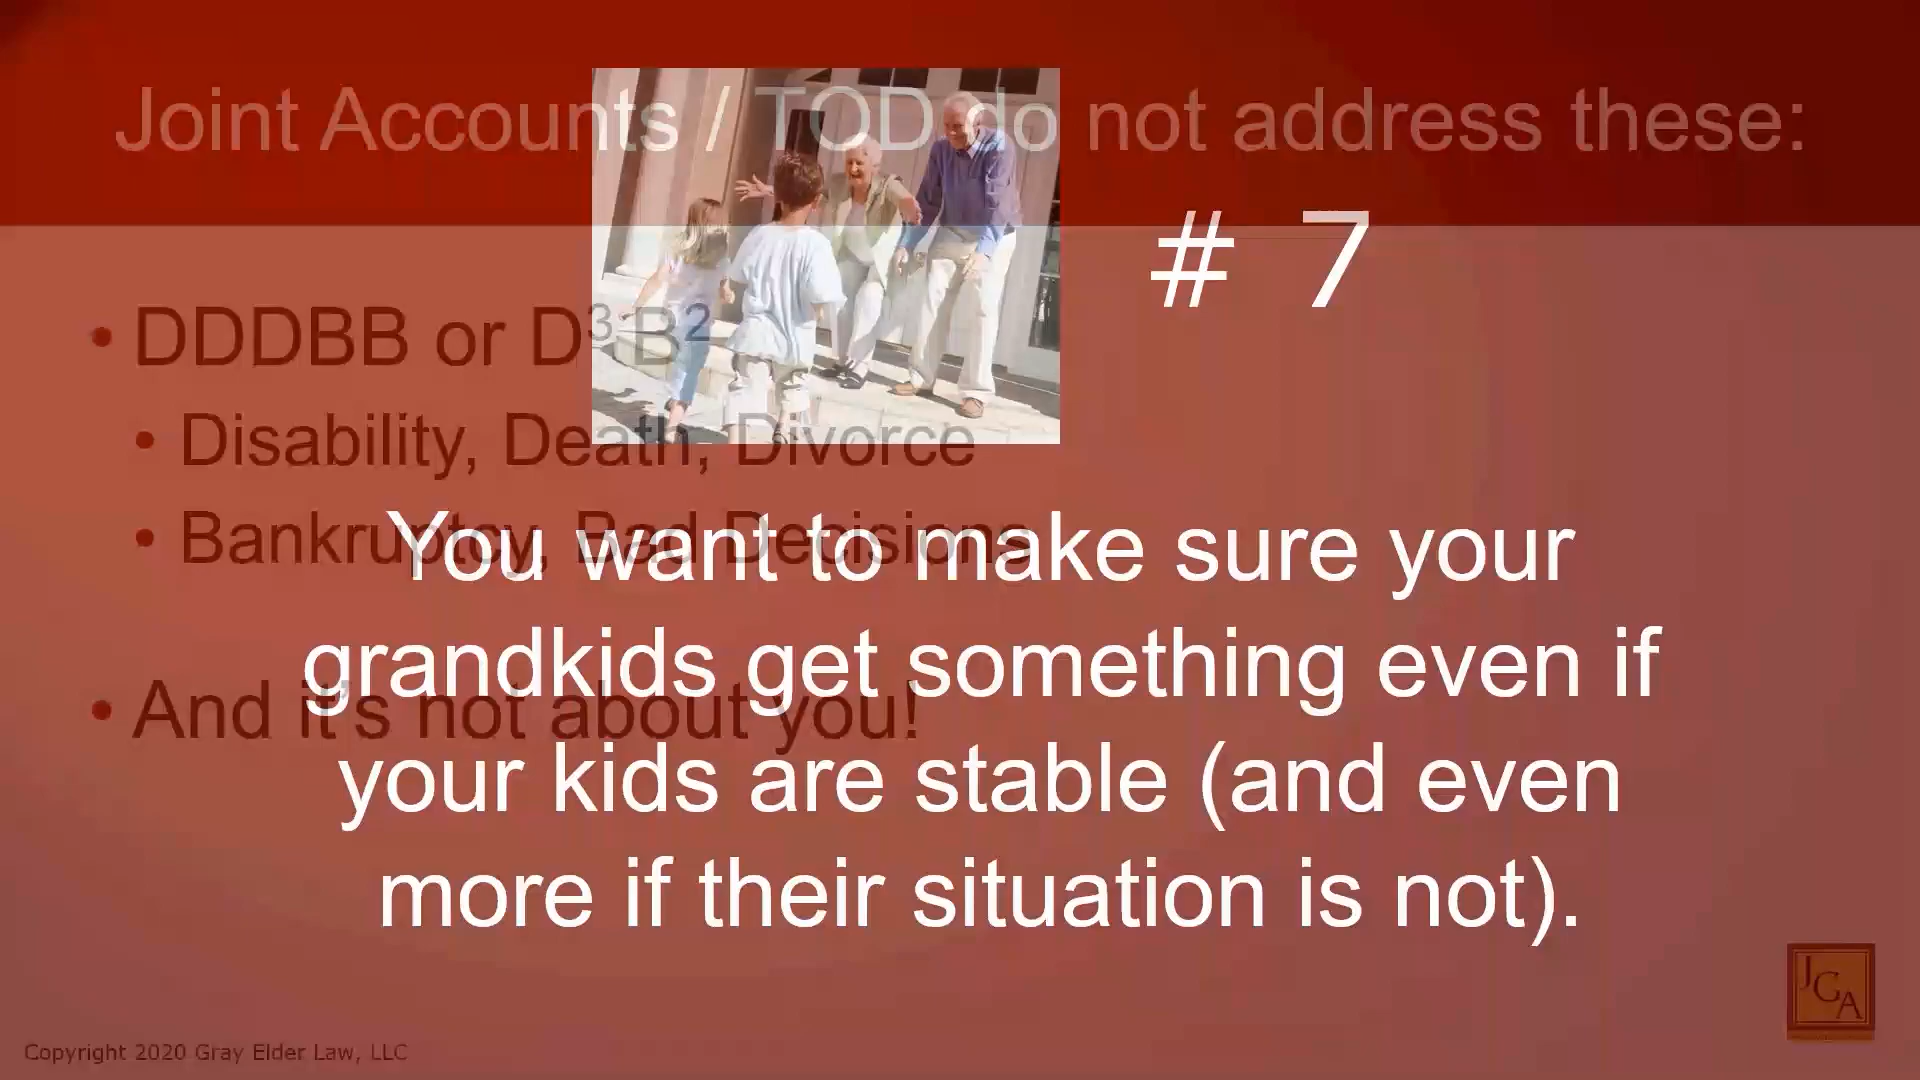 Joint Accounts / TOD do not address these:
# 7
• DDDBB or D³ B²
• Disability, Death, Divorce
• Bankruptcy, Bad Decisions
• And it's not about you!
You want to make sure your
grandkids get something even if
your kids are stable (and even
more if their situation is not).
JGA
Copyright 2020 Gray Elder Law, LLC